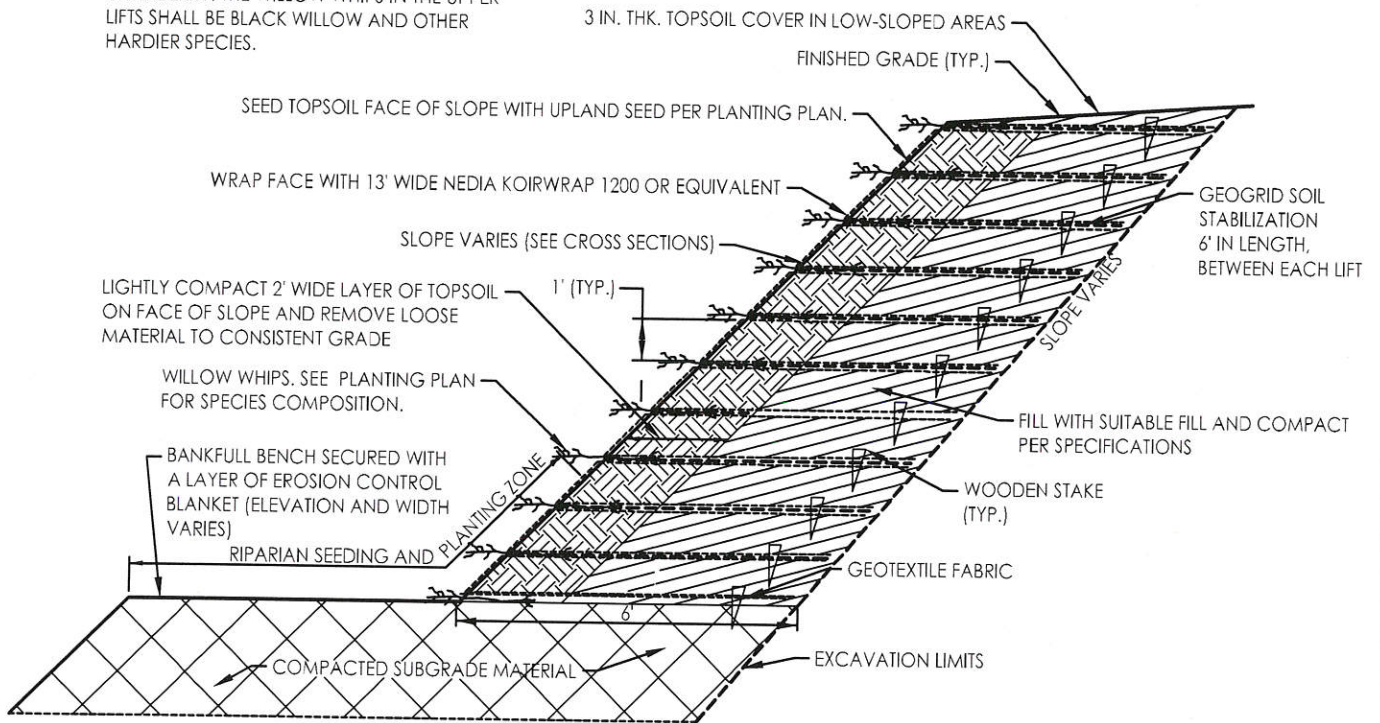 WILLOW WHIPS IN THE UPPER
LIFTS SHALL BE BLACK WILLOW AND OTHER
HARDIER SPECIES.
3 IN. THK. TOPSOIL COVER IN LOW-SLOPED AREAS
FINISHED GRADE (TYP.)
SEED TOPSOIL FACE OF SLOPE WITH UPLAND SEED PER PLANTING PLAN.
WRAP FACE WITH 13' WIDE NEDIA KOIRWRAP 1200 OR EQUIVALENT
GEOGRID SOIL
STABILIZATION
6' IN LENGTH,
BETWEEN EACH LIFT
SLOPE VARIES (SEE CROSS SECTIONS)
SLOPE VARIES
LIGHTLY COMPACT 2' WIDE LAYER OF TOPSOIL
ON FACE OF SLOPE AND REMOVE LOOSE
MATERIAL TO CONSISTENT GRADE
1' (TYP.)
WILLOW WHIPS. SEE PLANTING PLAN
FOR SPECIES COMPOSITION.
FILL WITH SUITABLE FILL AND COMPACT
PER SPECIFICATIONS
BANKFULL BENCH SECURED WITH
A LAYER OF EROSION CONTROL
BLANKET (ELEVATION AND WIDTH
VARIES)
WOODEN STAKE
(TYP.)
RIPARIAN SEEDING AND PLANTING ZONE
GEOTEXTILE FABRIC
6'
COMPACTED SUBGRADE MATERIAL
EXCAVATION LIMITS